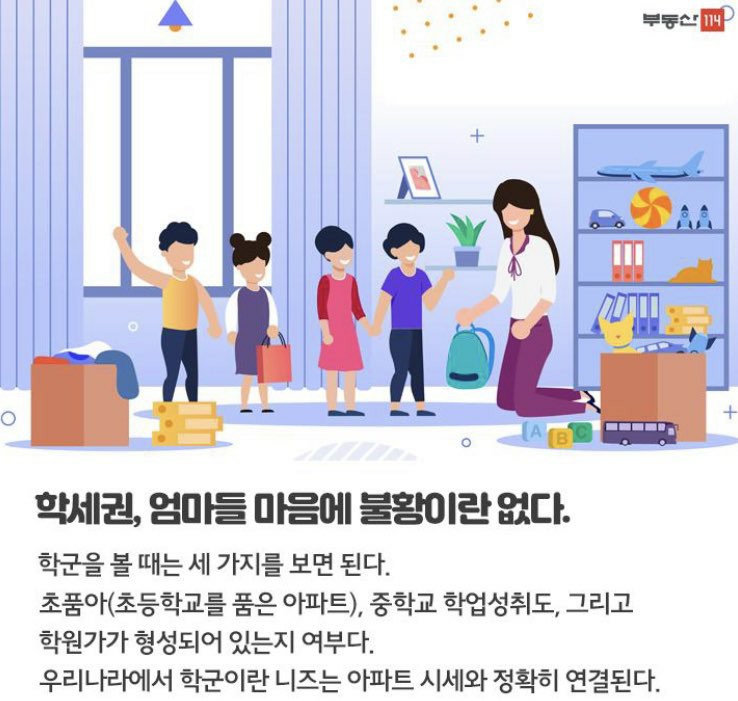 부동산 114
A B C
학세권, 엄마들 마음에 불황이란 없다.
학군을 볼 때는 세 가지를 보면 된다.
초품아(초등학교를 품은 아파트), 중학교 학업성취도, 그리고
학원가가 형성되어 있는지 여부다.
우리나라에서 학군이란 니즈는 아파트 시세와 정확히 연결된다.